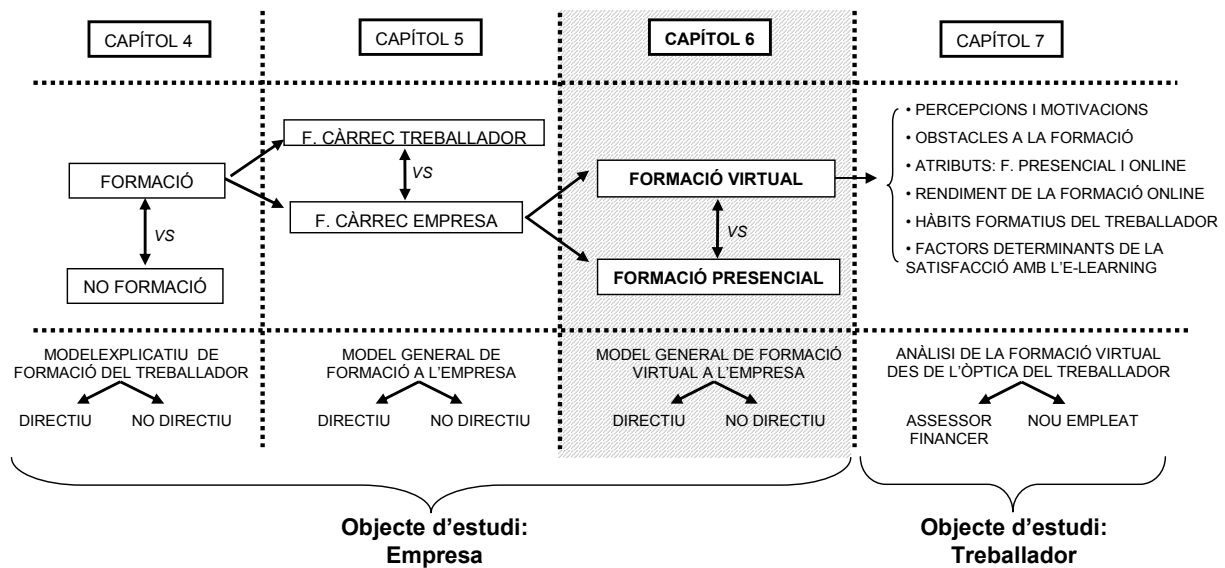 CAPÍTOL 4
CAPÍTOL 5
CAPÍTOL 6
CAPÍTOL 7
FORMACIÓ
VS
NO FORMACIÓ
F. CÀRREC TREBALLADOR
VS
F. CÀRREC EMPRESA
FORMACIÓ VIRTUAL
VS
FORMACIÓ PRESENCIAL
• PERCEPCIONS I MOTIVACIONS
• OBSTACLES A LA FORMACIÓ
• ATRIBUTS: F. PRESENCIAL I ONLINE
• RENDIMENT DE LA FORMACIÓ ONLINE
• HÀBITS FORMATIUS DEL TREBALLADOR
• FACTORS DETERMINANTS DE LA
SATISFACCIÓ AMB L'E-LEARNING
MODELEXPLICATIU DE
FORMACIÓ DEL TREBALLADOR
DIRECTIU
NO DIRECTIU
MODEL GENERAL DE
FORMACIÓ A L'EMPRESA
DIRECTIU
NO DIRECTIU
MODEL GENERAL DE FORMACIÓ
VIRTUAL A L'EMPRESA
DIRECTIU
NO DIRECTIU
ANÀLISI DE LA FORMACIÓ VIRTUAL
DES DE L'ÒPTICA DEL TREBALLADOR
ASSESSOR
FINANCER
NOU EMPLEAT
Objecte d'estudi:
Empresa
Objecte d'estudi:
Treballador